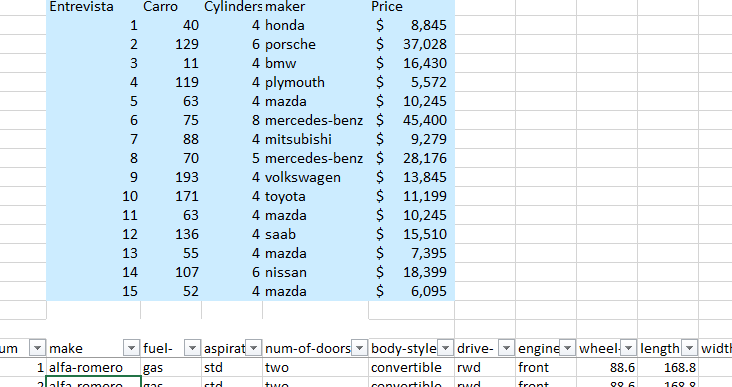 Entrevista Carro Cylinders maker Price
1 40 4 honda $ 8,845
2 129 6 porsche $ 37,028
3 11 4 bmw $ 16,430
4 119 4 plymouth $ 5,572
5 63 4 mazda $ 10,245
6 75 8 mercedes-benz $ 45,400
7 88 4 mitsubishi $ 9,279
8 70 5 mercedes-benz $ 28,176
9 193 4 volkswagen $ 13,845
10 171 4 toyota $ 11,199
11 63 4 mazda $ 10,245
12 136 4 saab $ 15,510
13 55 4 mazda $ 7,395
14 107 6 nissan $ 18,399
15 52 4 mazda $ 6,095
um make fuel- aspirat num-of-doors body-style drive- engine wheel- length width
1 alfa-romero gas std two convertible rwd front 88.6 168.8
2 alfa-romero gas std two convertible rwd front 88.6 168.8